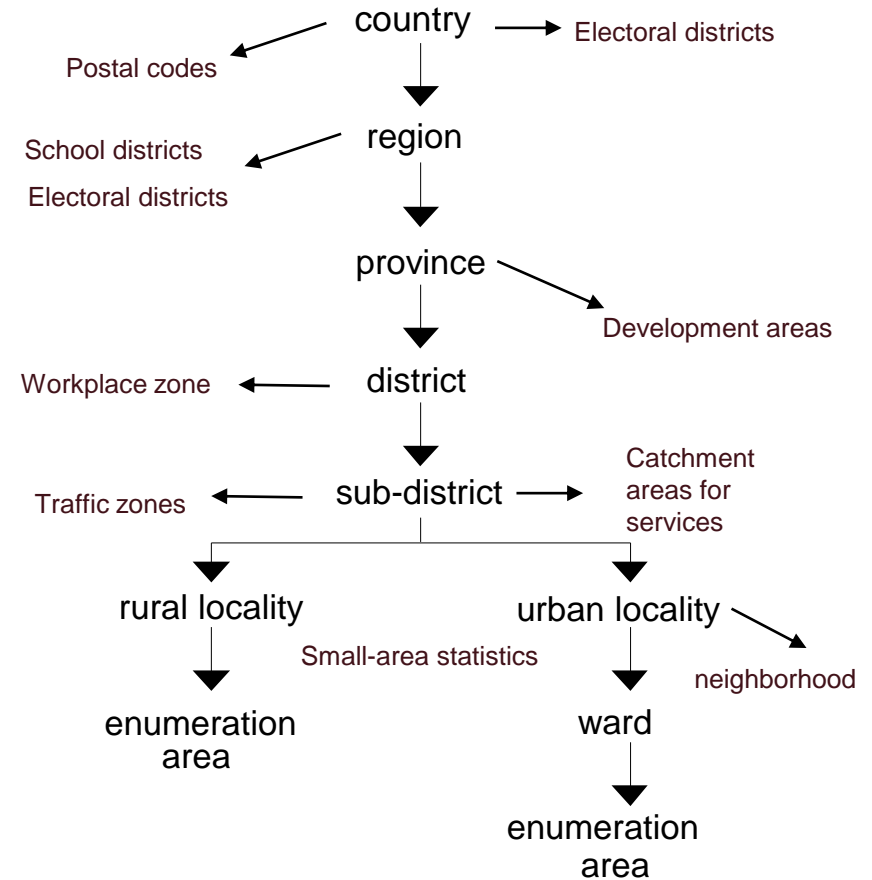 country
Electoral districts
Postal codes
region
School districts
Electoral districts
province
Development areas
district
Workplace zone
Catchment
areas for
services
sub-district
Traffic zones
rural locality
urban locality
Small-area statistics
neighborhood
enumeration
area
ward
enumeration
area